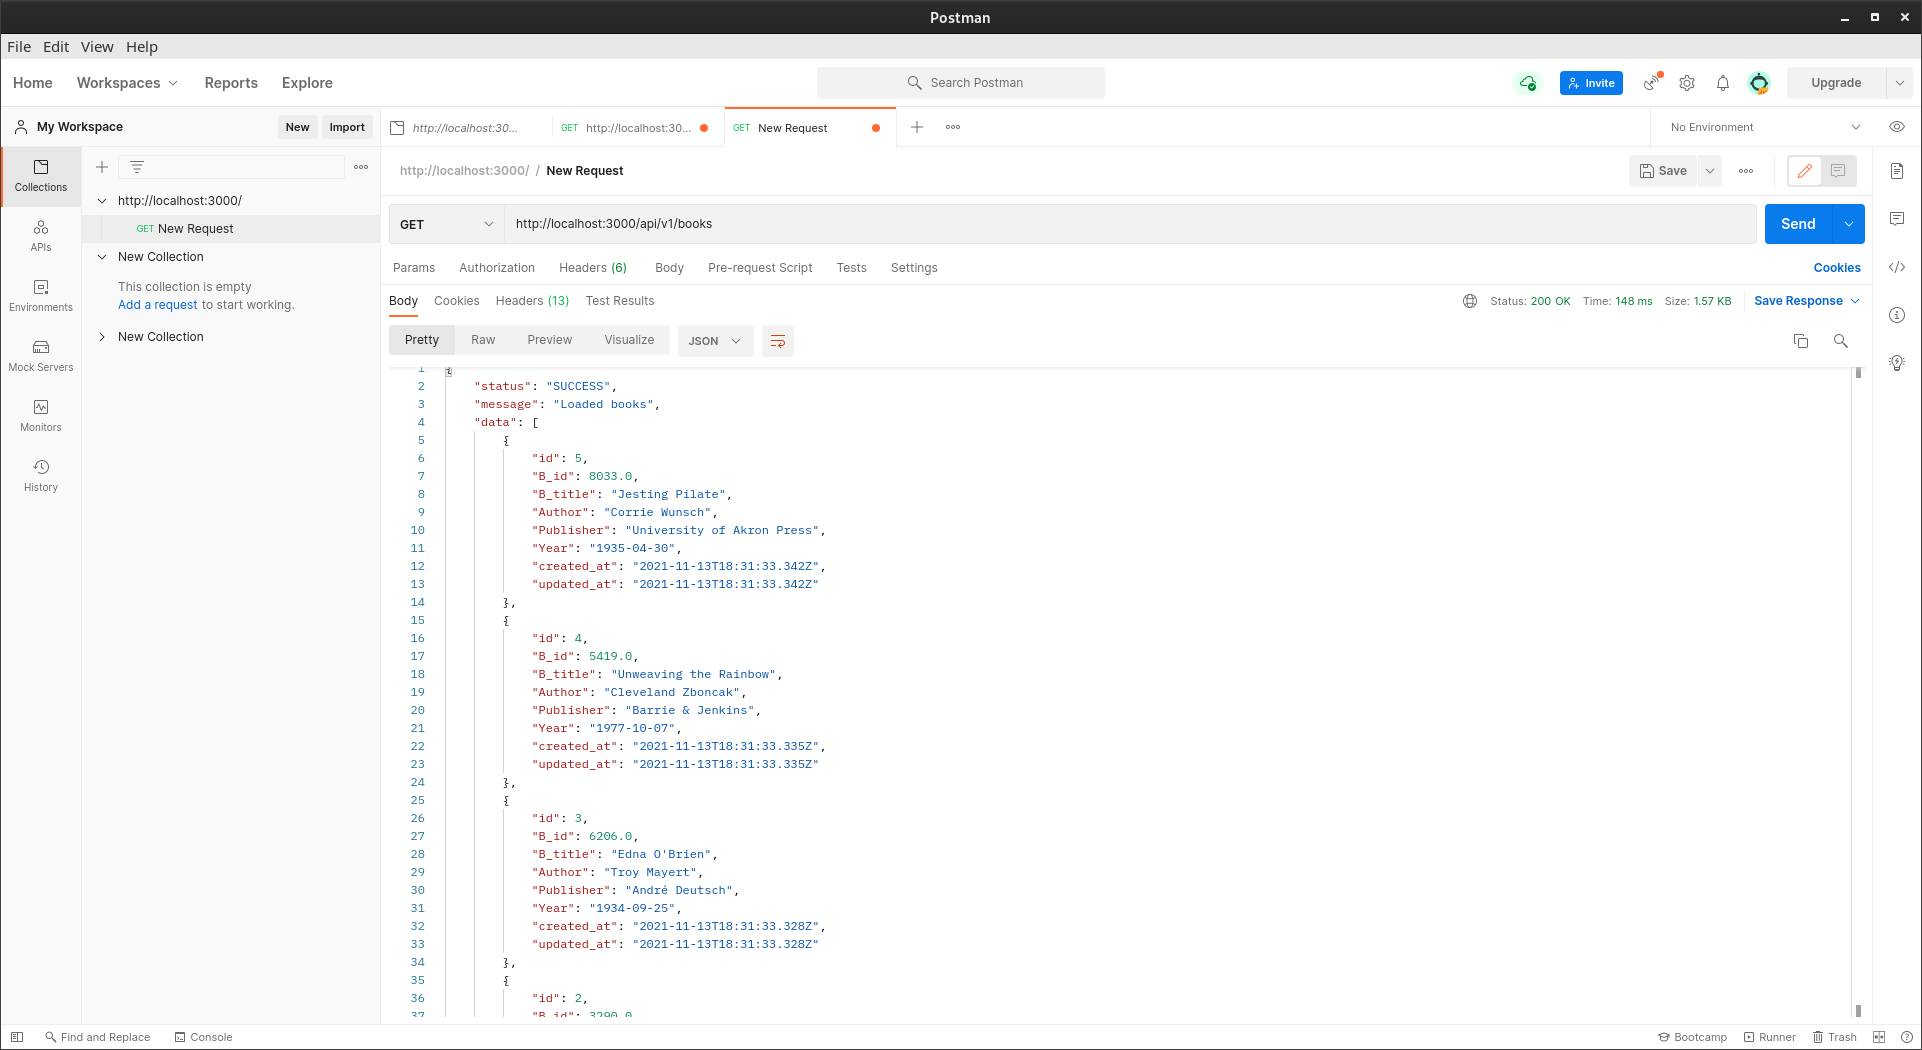 Postman
File Edit View Help
Home Workspaces Reports Explore Search Postman Invite Upgrade
My Workspace New Import
http://localhost:30... GET http://localhost:30... GET New Request No Environment
Collections
APIs
Environments
Mock Servers
Monitors
History
http://localhost:3000/
GET New Request
New Collection
This collection is empty
Add a request to start working.
New Collection
http://localhost:3000/ / New Request Save
GET http://localhost:3000/api/v1/books Send
Params Authorization Headers (6) Body Pre-request Script Tests Settings Cookies
Body Cookies Headers (13) Test Results Status: 200 OK Time: 148 ms Size: 1.57 KB Save Response
Pretty Raw Preview Visualize JSON
1 {
2 "status": "SUCCESS",
3 "message": "Loaded books",
4 "data": [
5 {
6 "id": 5,
7 "B_id": 8033.0,
8 "B_title": "Jesting Pilate",
9 "Author": "Corrie Wunsch",
10 "Publisher": "University of Akron Press",
11 "Year": "1935-04-30",
12 "created_at": "2021-11-13T18:31:33.342Z",
13 "updated_at": "2021-11-13T18:31:33.342Z"
14 },
15 {
16 "id": 4,
17 "B_id": 5419.0,
18 "B_title": "Unweaving the Rainbow",
19 "Author": "Cleveland Zboncak",
20 "Publisher": "Barrie & Jenkins",
21 "Year": "1977-10-07",
22 "created_at": "2021-11-13T18:31:33.335Z",
23 "updated_at": "2021-11-13T18:31:33.335Z"
24 },
25 {
26 "id": 3,
27 "B_id": 6206.0,
28 "B_title": "Edna O'Brien",
29 "Author": "Troy Mayert",
30 "Publisher": "André Deutsch",
31 "Year": "1934-09-25",
32 "created_at": "2021-11-13T18:31:33.328Z",
33 "updated_at": "2021-11-13T18:31:33.328Z"
34 },
35 {
36 "id": 2,
37 "B_id": 3290.0
Find and Replace Console Bootcamp Runner Trash